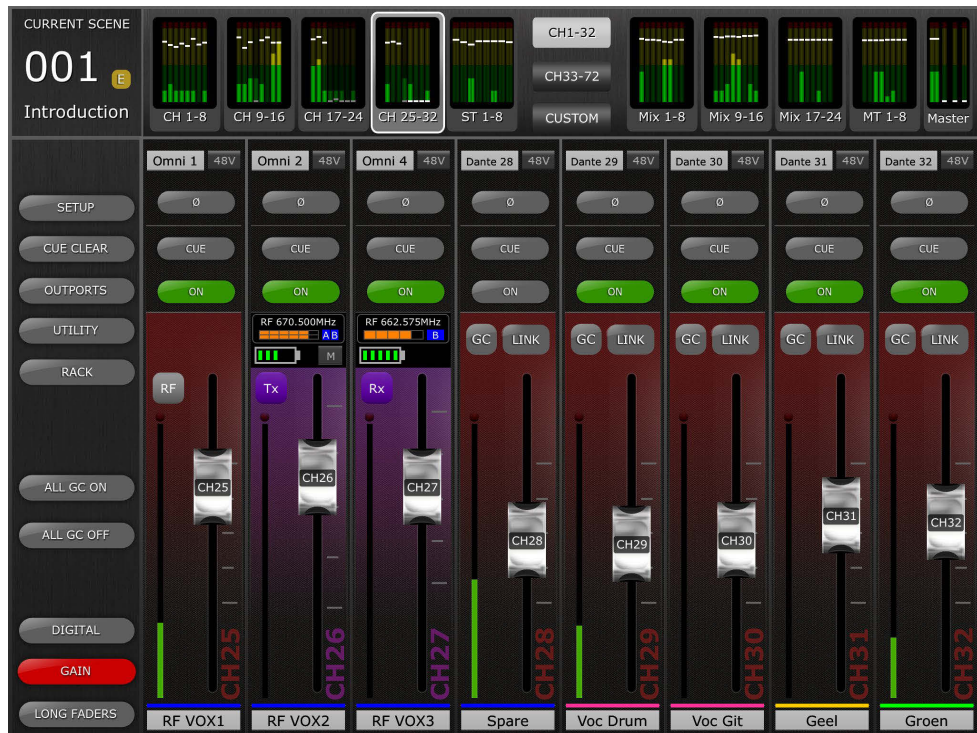 CURRENT SCENE
001 E
Introduction
CH 1-8 CH 9-16 CH 17-24 CH 25-32 ST 1-8
CH1-32
CH33-72
CUSTOM
Mix 1-8 Mix 9-16 Mix 17-24 MT 1-8 Master
Omni 1 48V Omni 2 48V Omni 4 48V Dante 28 48V Dante 29 48V Dante 30 48V Dante 31 48V Dante 32 48V
SETUP Ø Ø Ø Ø Ø Ø Ø Ø
CUE CLEAR CUE CUE CUE CUE CUE CUE CUE CUE
OUTPORTS ON ON ON ON ON ON ON ON
RF 670.500MHz RF 662.575MHz
UTILITY A B B GC LINK GC LINK GC LINK GC LINK GC LINK
M
RACK
RF Tx Rx
ALL GC ON CH25 CH26 CH27
ALL GC OFF CH28 CH29 CH30 CH31 CH32
DIGITAL
GAIN CH25 CH26 CH27 CH28 CH29 CH30 CH31 CH32
LONG FADERS RF VOX1 RF VOX2 RF VOX3 Spare Voc Drum Voc Git Geel Groen